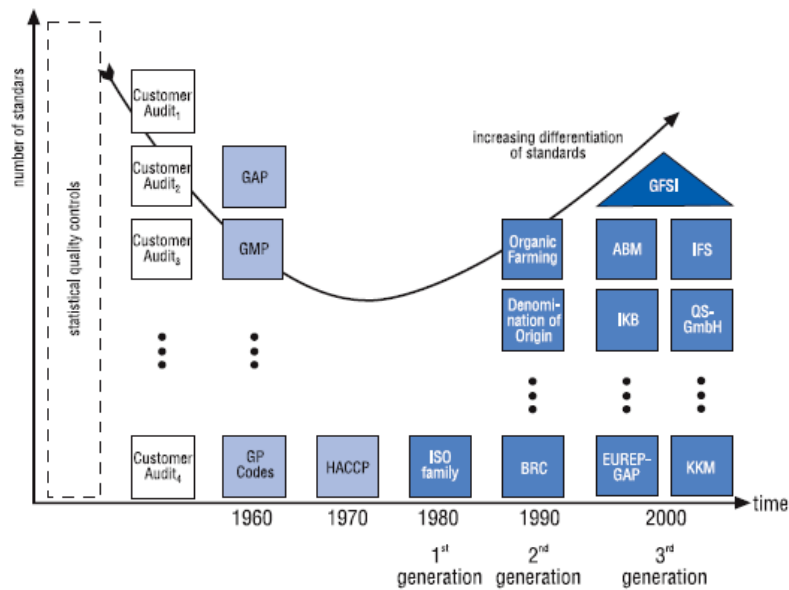 number of standars
statistical quality controls
Customer
Audit₁
Customer
Audit₂
Customer
Audit₃
Customer
Audit₄
GAP
GMP
GP
Codes
HACCP
ISO
family
increasing differentiation
of standards
Organic
Farming
Denomi-
nation of
Origin
BRC
GFSI
ABM
IFS
IKB
QS-
GmbH
EUREP-
GAP
KKM
time
1960
1970
1980
1990
2000
1st
generation
2nd
generation
3rd
generation